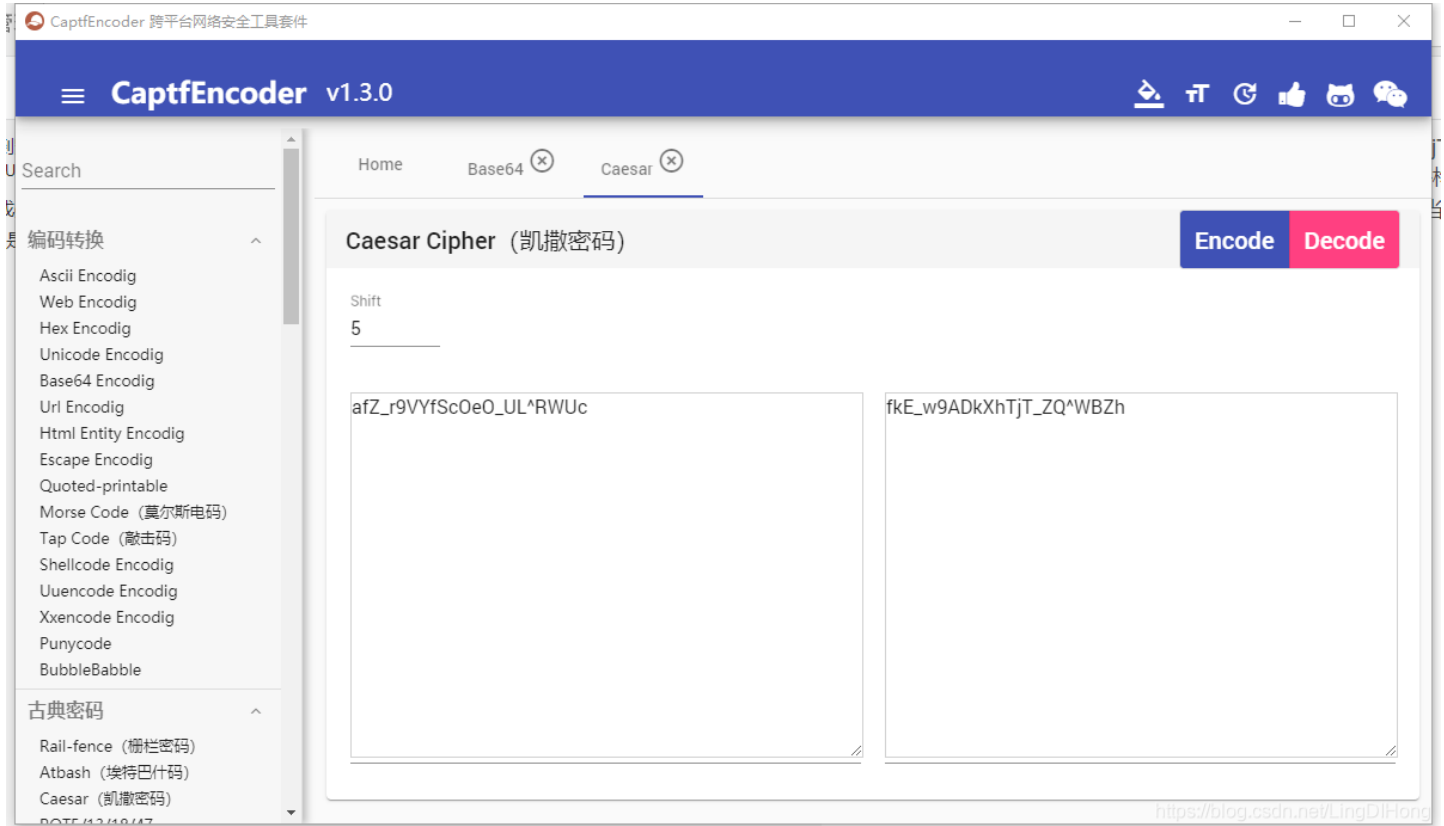 CaptfEncoder 跨平台网络安全工具套件
CaptfEncoder v1.3.0
Search
编码转换
Ascii Encodig
Web Encodig
Hex Encodig
Unicode Encodig
Base64 Encodig
Url Encodig
Html Entity Encodig
Escape Encodig
Quoted-printable
Morse Code（莫尔斯电码）
Tap Code（敲击码）
Shellcode Encodig
Uuencode Encodig
Xxencode Encodig
Punycode
BubbleBabble
古典密码
Rail-fence（栅栏密码）
Atbash（埃特巴什码）
Caesar（凯撒密码）
ROT5/13/18/47
Home Base64 Caesar
Caesar Cipher（凯撒密码） Encode Decode
Shift
5
afZ_r9VYfScOeO_UL^RWUc
fkE_w9ADkXhTjT_ZQ^WBZh
https://blog.csdn.net/LingDIHong